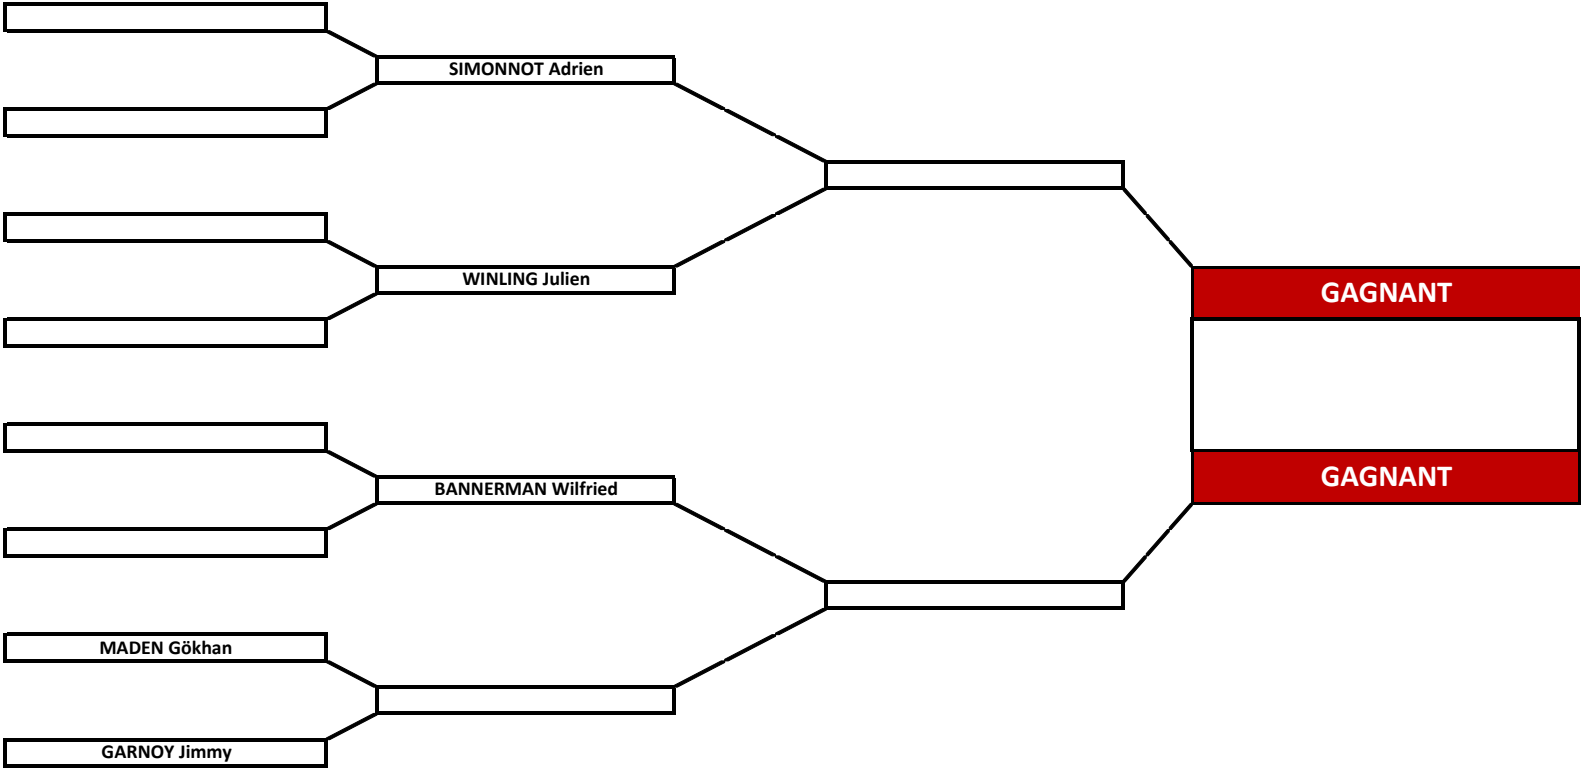 SIMONNOT Adrien
WINLING Julien
GAGNANT
GAGNANT
BANNERMAN Wilfried
MADEN Gökhan
GARNOY Jimmy